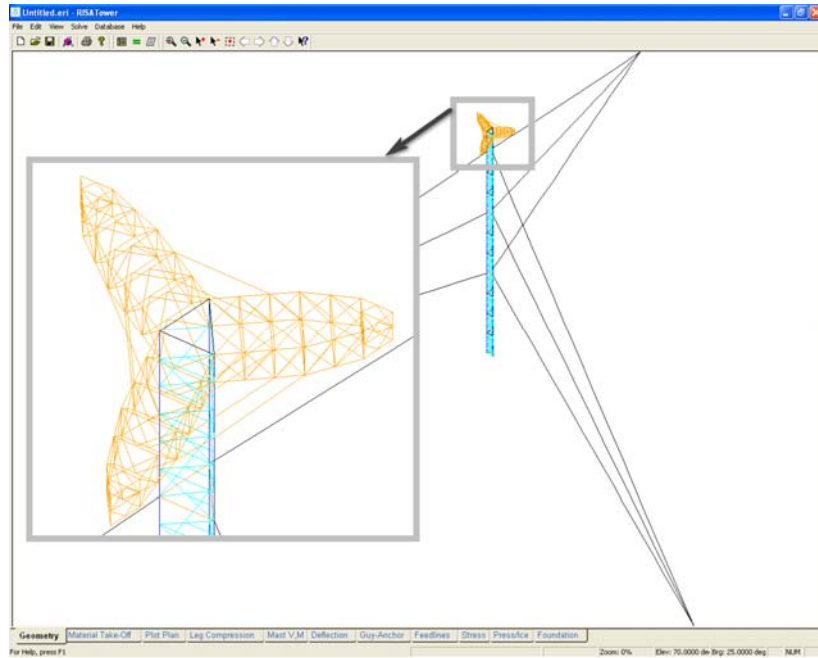 Untitled.eri - RISATower
File Edit View Solve Database Help
Geometry Material Take-Off Plot Plan Leg Compression Mast V,M Deflection Guy-Anchor Feedlines Stress Press/Ice Foundation
For Help, press F1 Zoom: 0% Elev: 70.0000 de Brg: 25.0000 deg NUM